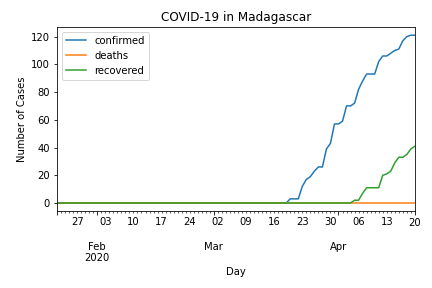 COVID-19 in Madagascar
confirmed
deaths
recovered
Number of Cases
120
100
80
60
40
20
0
27 03 10 17 24 02 09 16 23 30 06 13 20
Feb Mar Apr
2020
Day